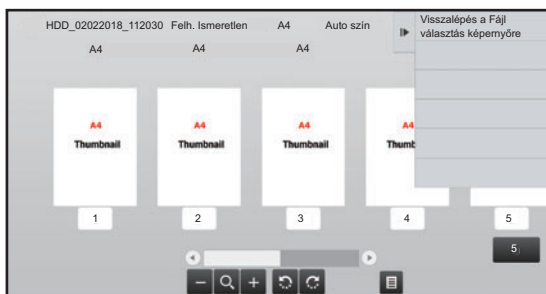 HDD_02022018_112030 Felh. Ismeretlen A4 Auto szín
Visszalépés a Fájl
választás képernyőre
A4 A4 A4
A4 A4 A4 A4
Thumbnail Thumbnail Thumbnail Thumb
1 2 3 4 5
5